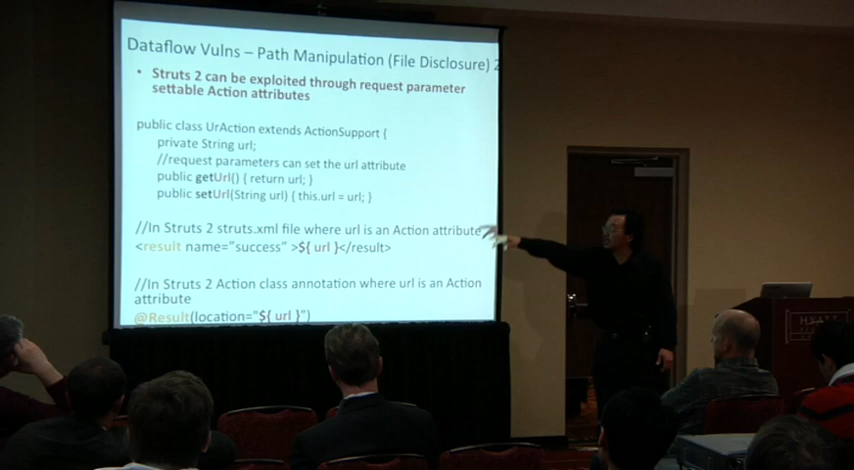 Dataflow Vulns – Path Manipulation (File Disclosure) 2
• Struts 2 can be exploited through request parameter
settable Action attributes
public class UrAction extends ActionSupport {
private String url;
//request parameters can set the url attribute
public getUrl() { return url; }
public setUrl(String url) { this.url = url; }
//In Struts 2 struts.xml file where url is an Action attribute
<result name="success" >${ url }</result>
//In Struts 2 Action class annotation where url is an Action
attribute
@Result(location="${ url }")
HYATT